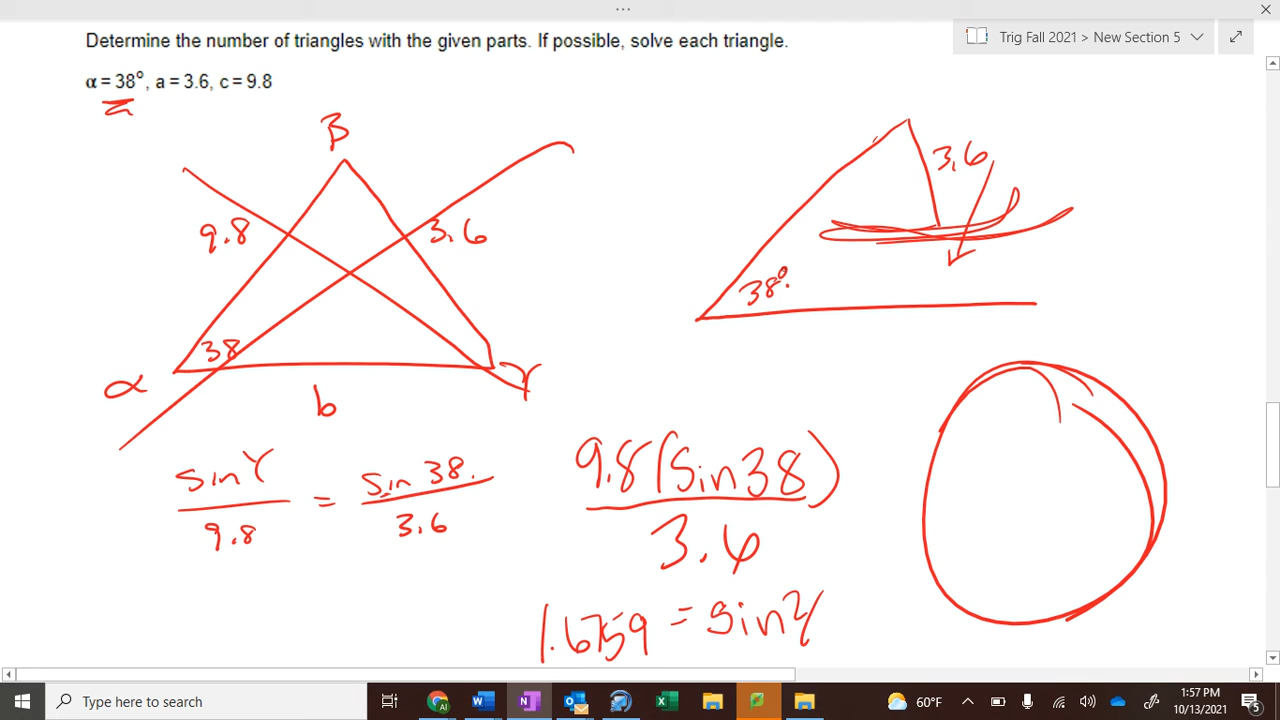 Determine the number of triangles with the given parts. If possible, solve each triangle.
α = 38°, a = 3.6, c = 9.8
Trig Fall 2021 > New Section 5
β
9.8
3.6
38
α
γ
b
3.6
38°
sin γ / 9.8 = sin 38 / 3.6
9.8(sin 38) / 3.6
1.6759 = sin γ
Type here to search
60°F
1:57 PM
10/13/2021
5